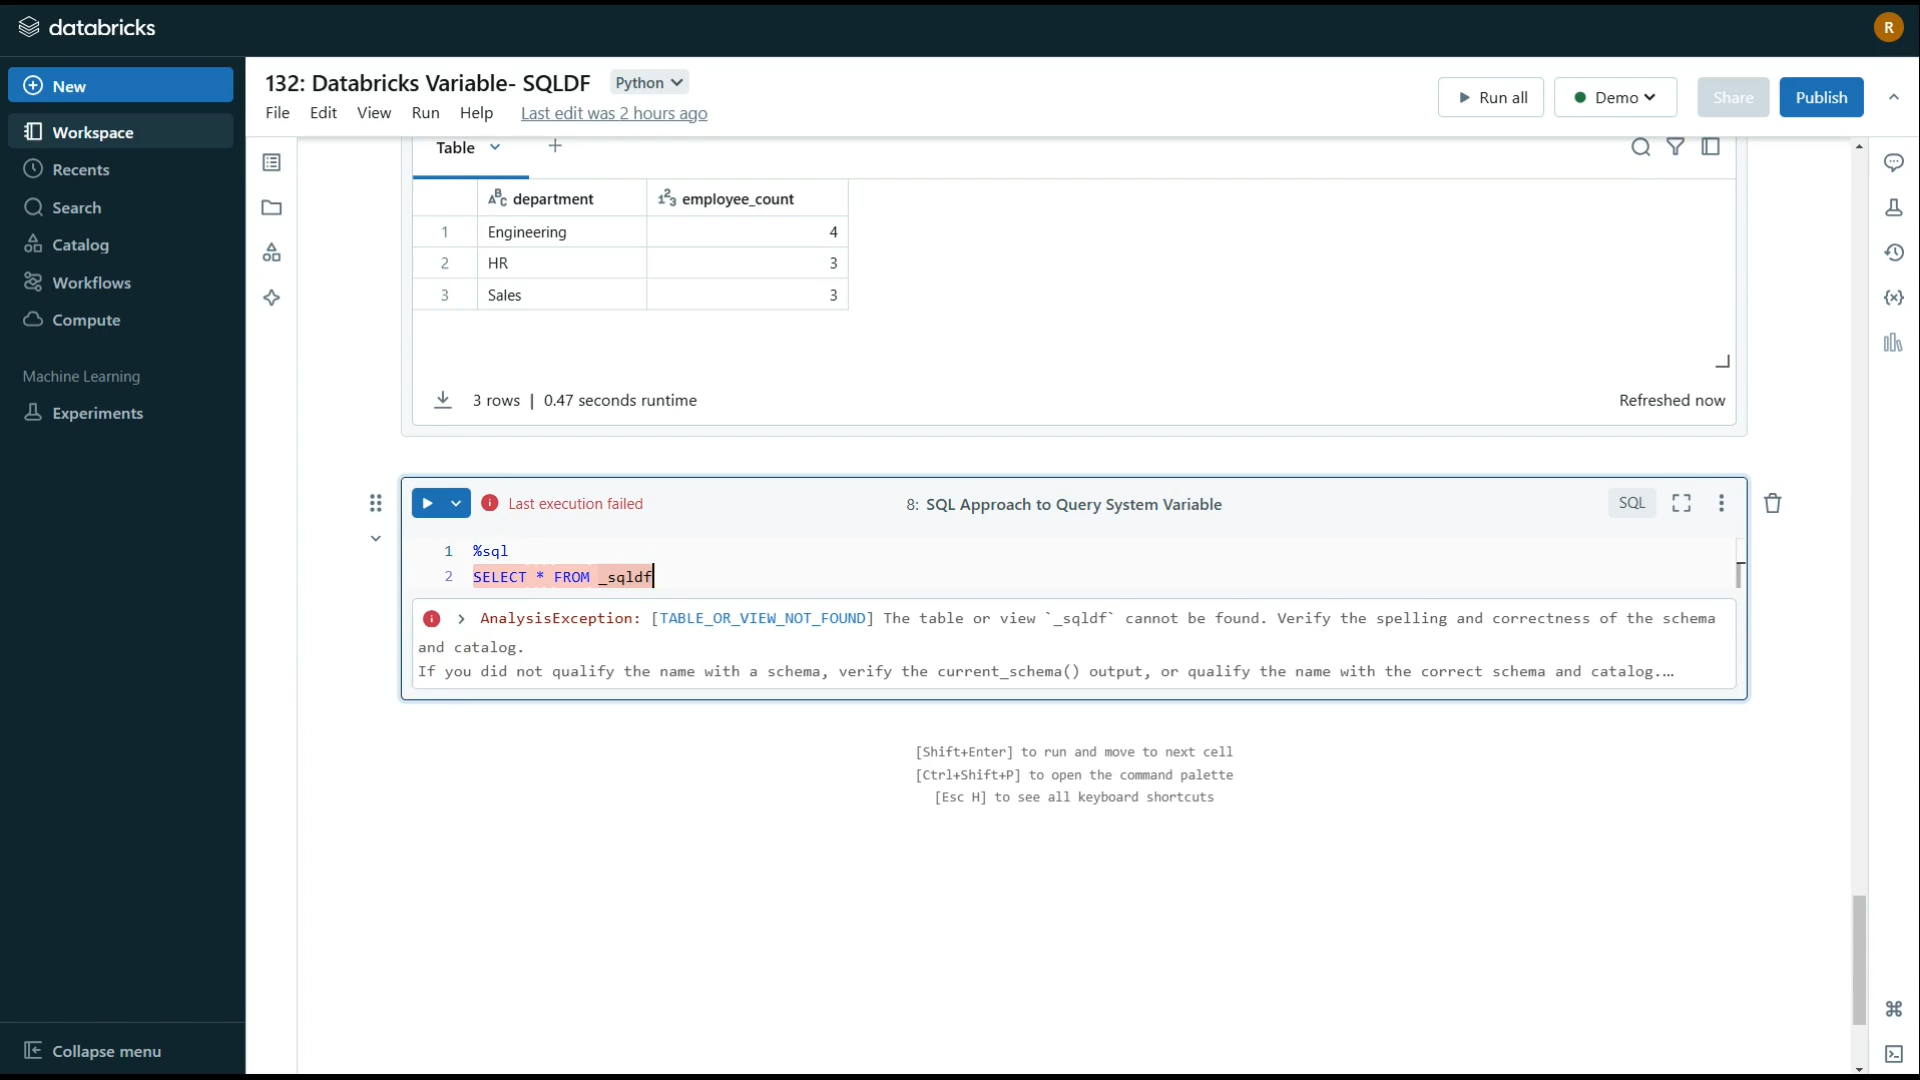 databricks
R
New
Workspace
Recents
Search
Catalog
Workflows
Compute
Machine Learning
Experiments
Collapse menu
132: Databricks Variable- SQLDF Python
File Edit View Run Help Last edit was 2 hours ago
Run all Demo Share Publish
Table +
department employee_count
1 Engineering 4
2 HR 3
3 Sales 3
3 rows | 0.47 seconds runtime Refreshed now
Last execution failed 8: SQL Approach to Query System Variable SQL
1 %sql
2 SELECT * FROM _sqldf
AnalysisException: [TABLE_OR_VIEW_NOT_FOUND] The table or view `_sqldf` cannot be found. Verify the spelling and correctness of the schema
and catalog.
If you did not qualify the name with a schema, verify the current_schema() output, or qualify the name with the correct schema and catalog....
[Shift+Enter] to run and move to next cell
[Ctrl+Shift+P] to open the command palette
[Esc H] to see all keyboard shortcuts